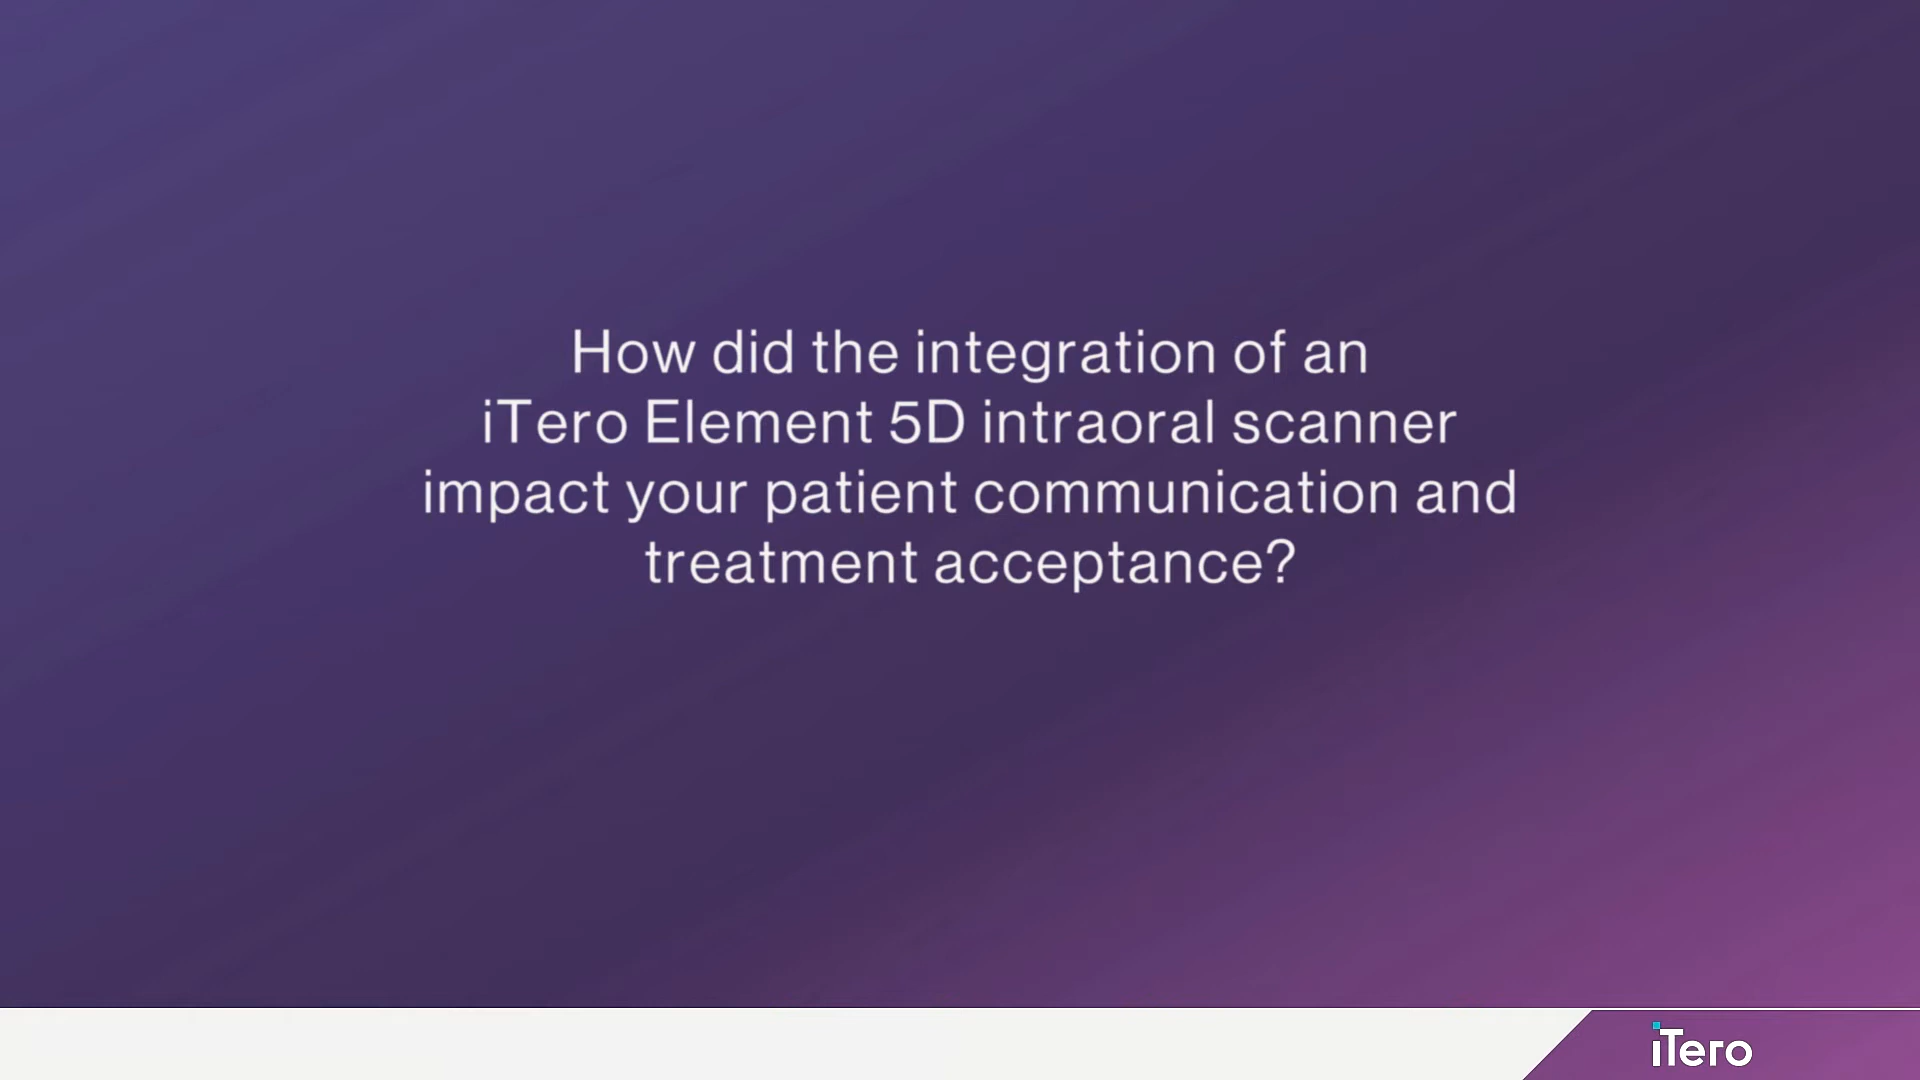 How did the integration of an
iTero Element 5D intraoral scanner
impact your patient communication and
treatment acceptance?
iTero